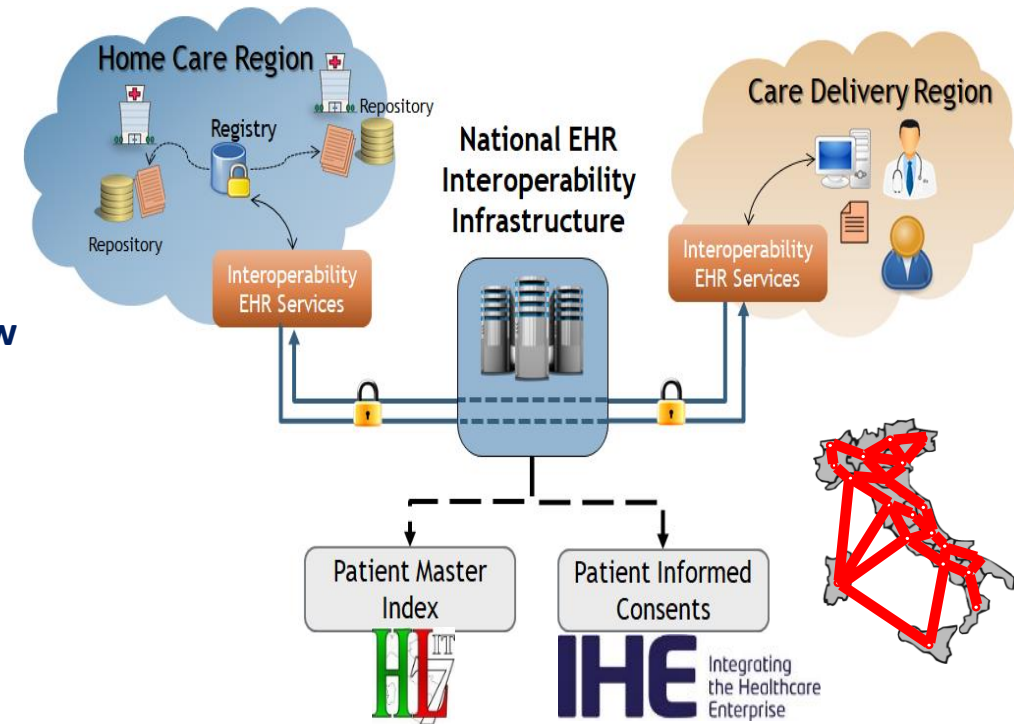 Home Care Region
Repository
Registry
Repository
Interoperability
EHR Services
National EHR
Interoperability
Infrastructure
Care Delivery Region
Interoperability
EHR Services
w
Patient Master
Index
Patient Informed
Consents
HL7
IT
IHE
Integrating
the Healthcare
Enterprise